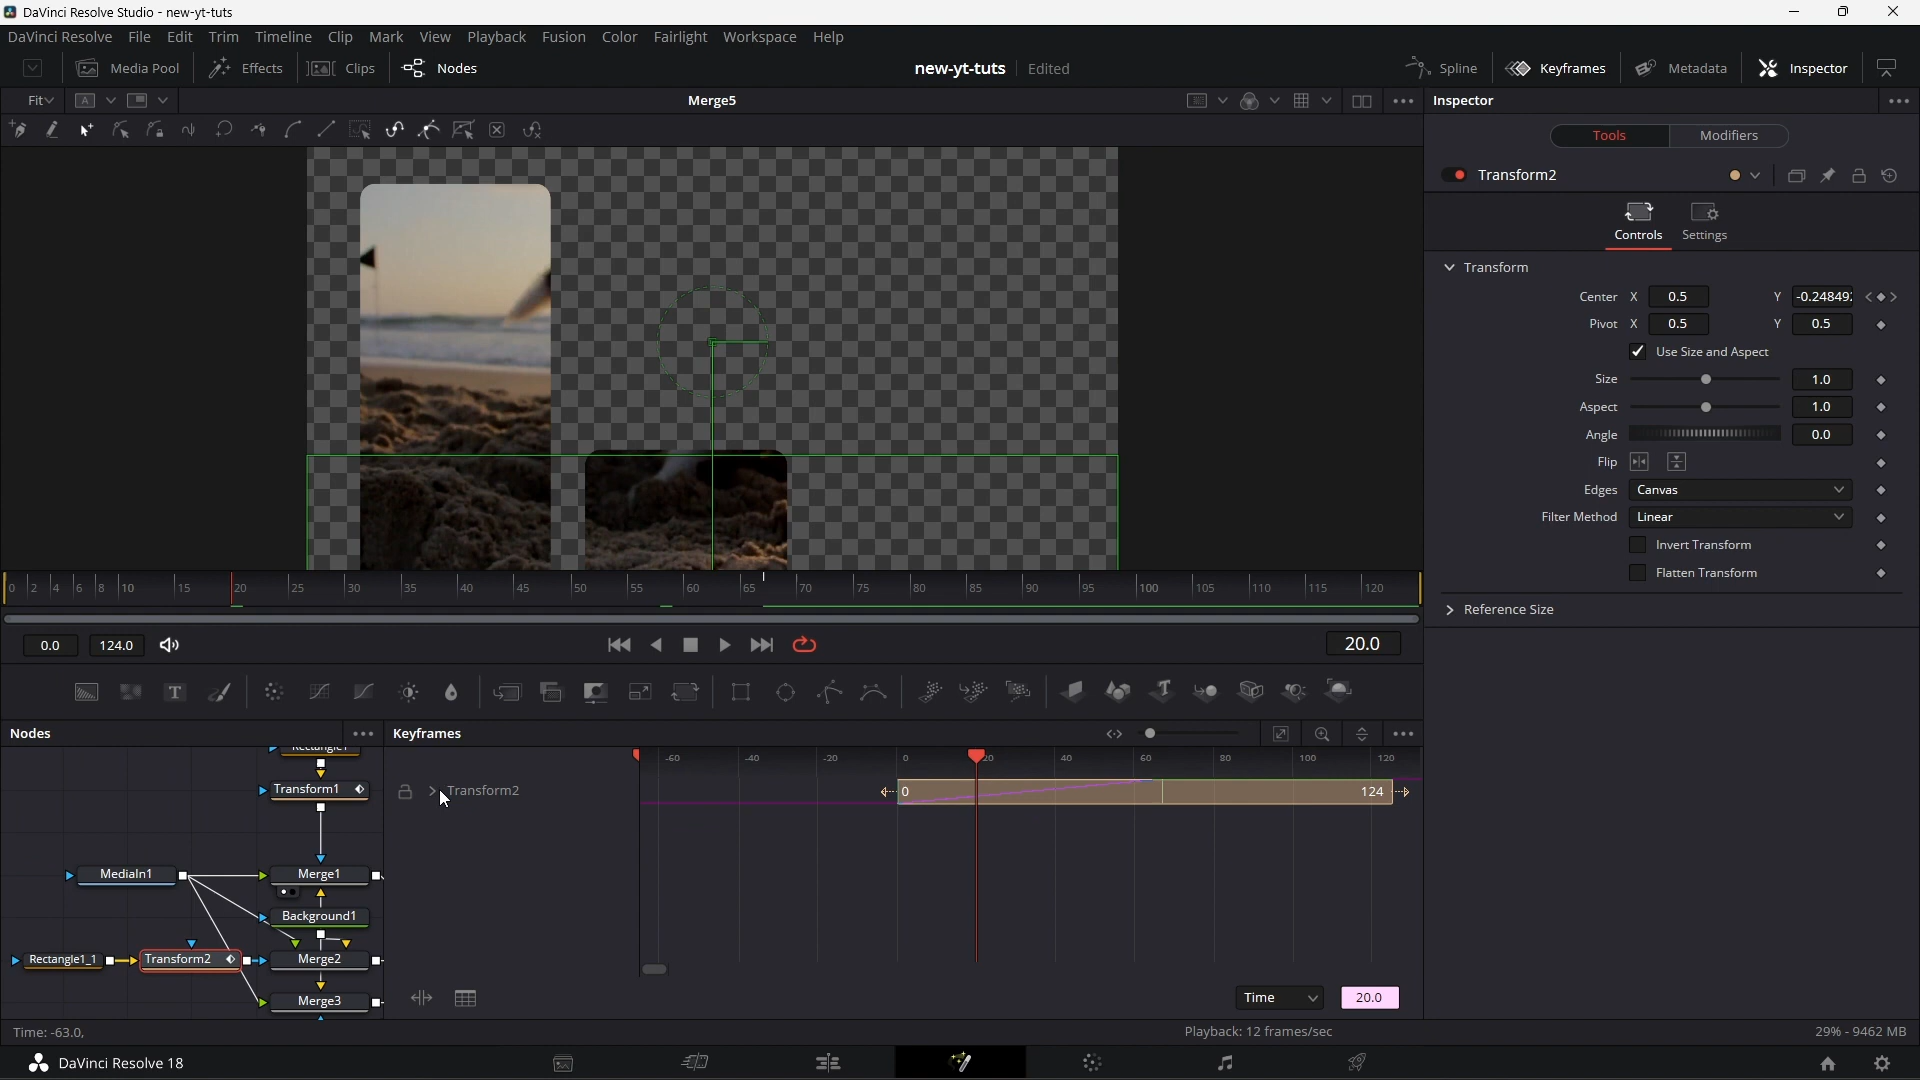 DaVinci Resolve Studio - new-yt-tuts
DaVinci Resolve File Edit Trim Timeline Clip Mark View Playback Fusion Color Fairlight Workspace Help
Media Pool Effects Clips Nodes new-yt-tuts Edited Spline Keyframes Metadata Inspector
Fit A Merge5 Inspector
Tools Modifiers
Transform2
Controls Settings
Transform
Center X 0.5 Y -0.24849
Pivot X 0.5 Y 0.5
Use Size and Aspect
Size 1.0
Aspect 1.0
Angle 0.0
Flip
Edges Canvas
Filter Method Linear
Invert Transform
Flatten Transform
Reference Size
0 2 4 6 8 10 15 20 25 30 35 40 45 50 55 60 65 70 75 80 85 90 95 100 105 110 115 120
0.0 124.0 20.0
Nodes Keyframes
Rectangle1
-60 -40 -20 0 20 40 60 80 100 120
Transform1
Transform2 0 124
MediaIn1 Merge1
Background1
Rectangle1_1 Transform2 Merge2
Merge3
Time 20.0
Time: -63.0, Playback: 12 frames/sec 29% - 9462 MB
DaVinci Resolve 18